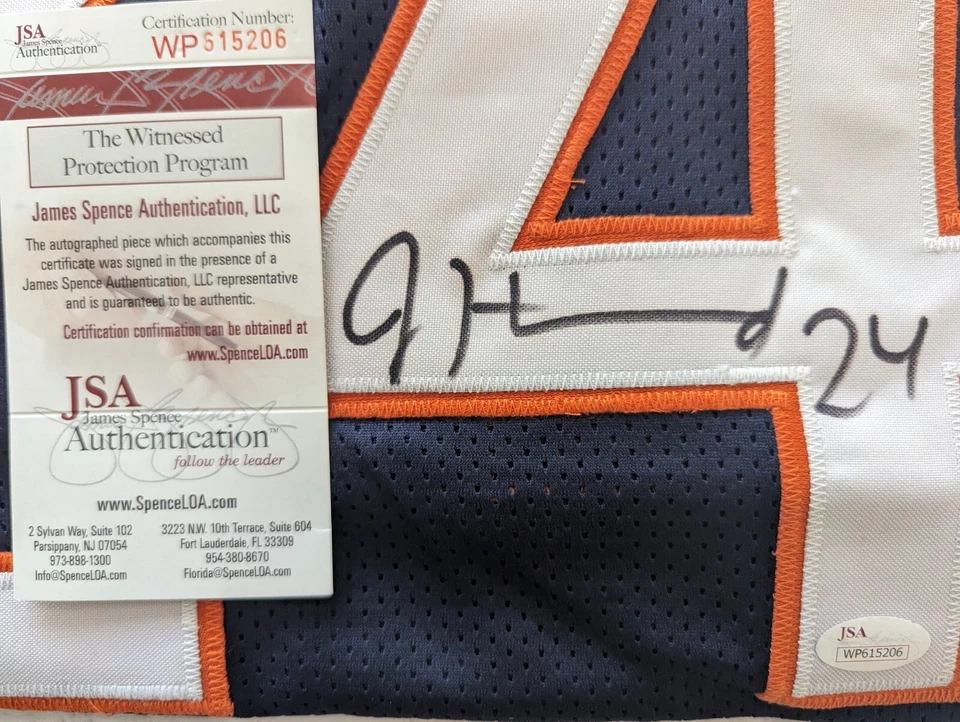 JSA
James Spence
Authentication
Certification Number:
WP615206
James Spence
The Witnessed
Protection Program
James Spence Authentication, LLC
The autographed piece which accompanies this
certificate was signed in the presence of a
James Spence Authentication, LLC representative
and is guaranteed to be authentic.
Certification confirmation can be obtained at
www.SpenceLOA.com
JSA
James Spence
Authentication™
follow the leader
www.SpenceLOA.com
2 Sylvan Way, Suite 102
Parsippany, NJ 07054
973-898-1300
Info@SpenceLOA.com
3223 N.W. 10th Terrace, Suite 604
Fort Lauderdale, FL 33309
954-380-8670
Florida@SpenceLOA.com
24
JSA
WP615206